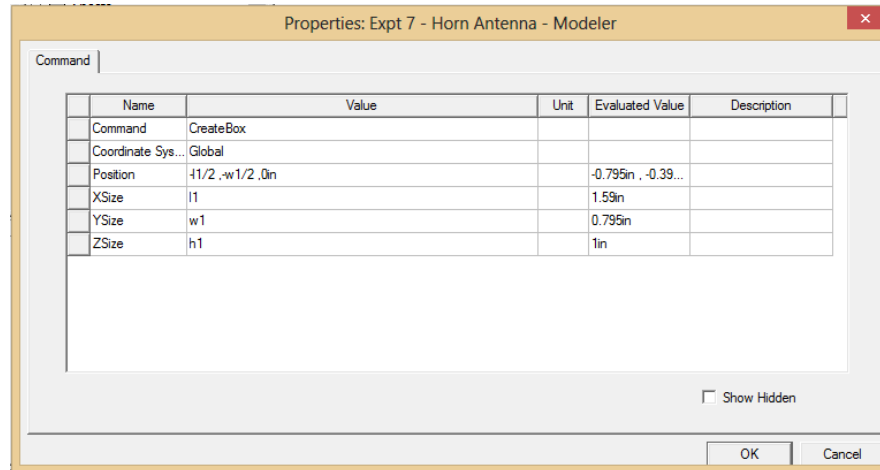 Properties: Expt 7 - Horn Antenna - Modeler
Command
Name Value Unit Evaluated Value Description
Command CreateBox
Coordinate Sys... Global
Position -l1/2 ,-w1/2 ,0in -0.795in , -0.39...
XSize l1 1.59in
YSize w1 0.795in
ZSize h1 1in
Show Hidden
OK Cancel